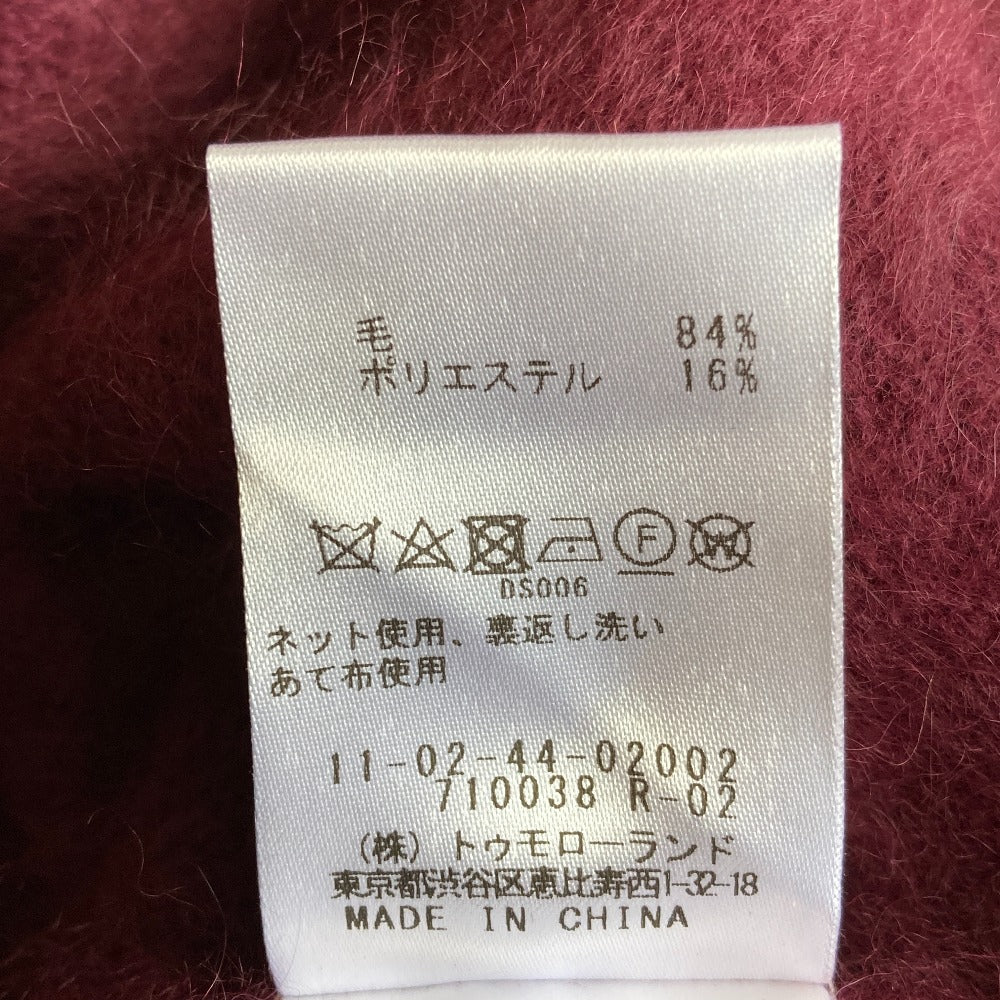 毛 84%
ポリエステル 16%
F W
DS006
ネット使用、裏返し洗い
あて布使用
11-02-44-02002
710038 R-02
(株) トゥモローランド
東京都渋谷区恵比寿西1-32-18
MADE IN CHINA